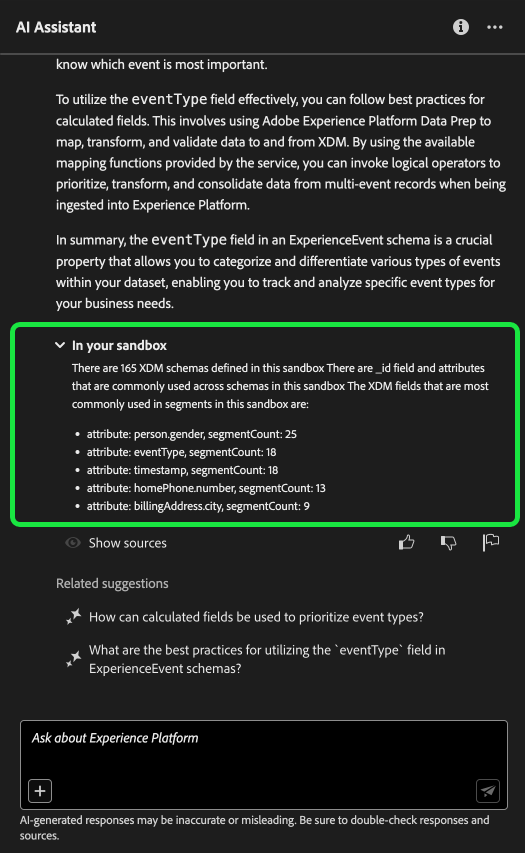 AI Assistant
know which event is most important.
To utilize the eventType field effectively, you can follow best practices for
calculated fields. This involves using Adobe Experience Platform Data Prep to
map, transform, and validate data to and from XDM. By using the available
mapping functions provided by the service, you can invoke logical operators to
prioritize, transform, and consolidate data from multi-event records when being
ingested into Experience Platform.
In summary, the eventType field in an ExperienceEvent schema is a crucial
property that allows you to categorize and differentiate various types of events
within your dataset, enabling you to track and analyze specific event types for
your business needs.
In your sandbox
There are 165 XDM schemas defined in this sandbox There are _id field and attributes
that are commonly used across schemas in this sandbox The XDM fields that are most
commonly used in segments in this sandbox are:
• attribute: person.gender, segmentCount: 25
• attribute: eventType, segmentCount: 18
• attribute: timestamp, segmentCount: 18
• attribute: homePhone.number, segmentCount: 13
• attribute: billingAddress.city, segmentCount: 9
Show sources
Related suggestions
How can calculated fields be used to prioritize event types?
What are the best practices for utilizing the `eventType` field in
ExperienceEvent schemas?
Ask about Experience Platform
AI-generated responses may be inaccurate or misleading. Be sure to double-check responses and
sources.